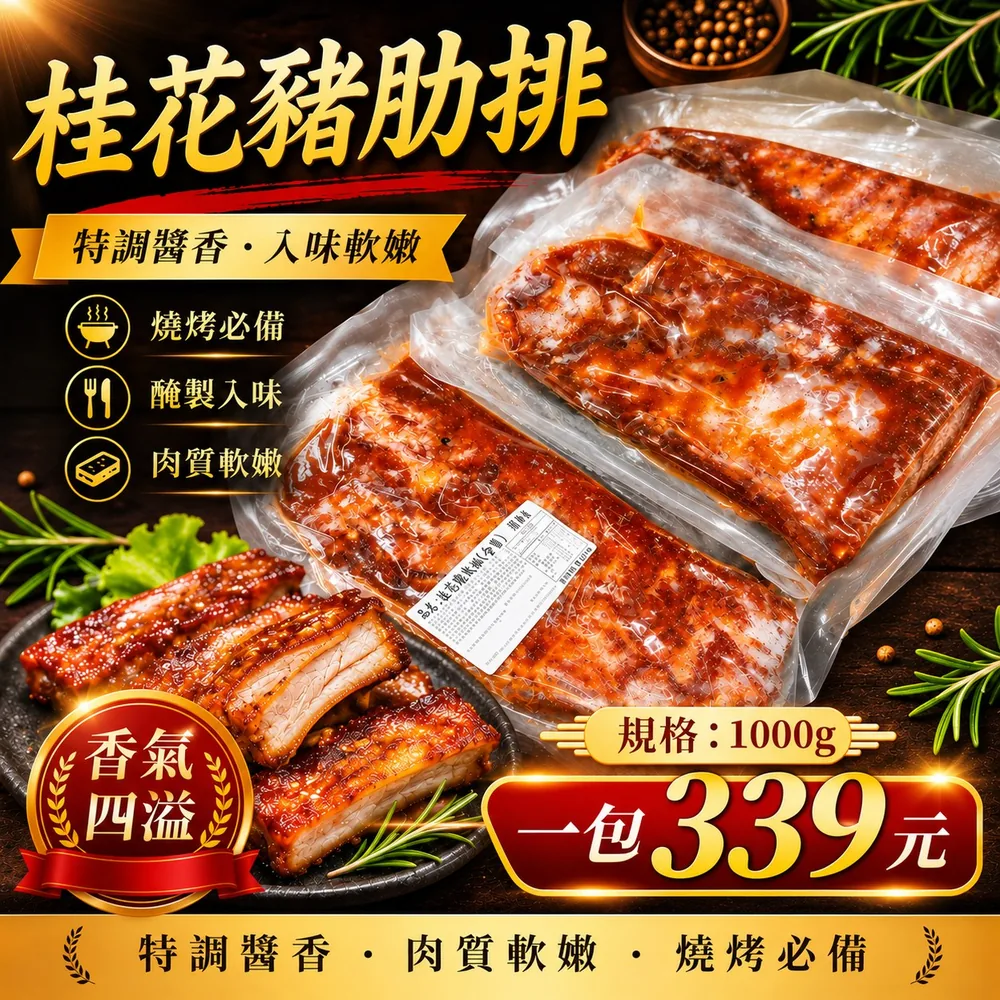 桂花豬肋排
特調醬香・入味軟嫩
燒烤必備
醃製入味
肉質軟嫩
香氣
四溢
規格：1000g
一包339元
特調醬香・肉質軟嫩・燒烤必備